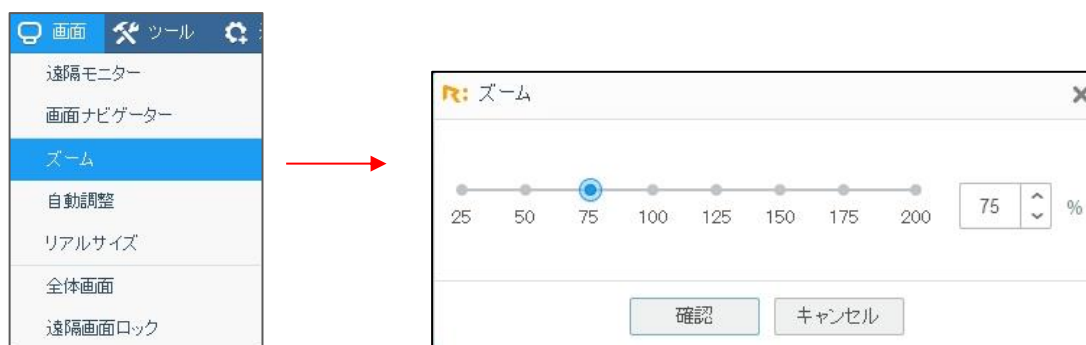 画面 ツール
遠隔モニター
画面ナビゲーター
ズーム
自動調整
リアルサイズ
全体画面
遠隔画面ロック
R: ズーム
25 50 75 100 125 150 175 200 75 %
確認 キャンセル